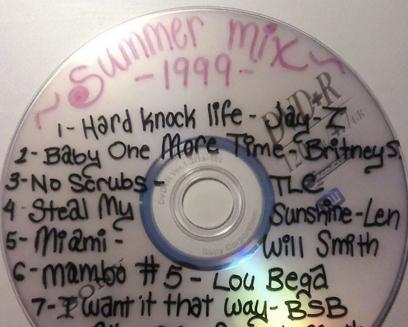 ~Summer mix~
-1999-
1- Hard knock life - Jay-Z
2- Baby One More Time - Britney S.
3- No Scrubs - TLC
4- Steal My Sunshine - Len
5- Miami - Will Smith
6- mambo #5 - Lou Bega
7- I want it that way - BSB
DVD+R